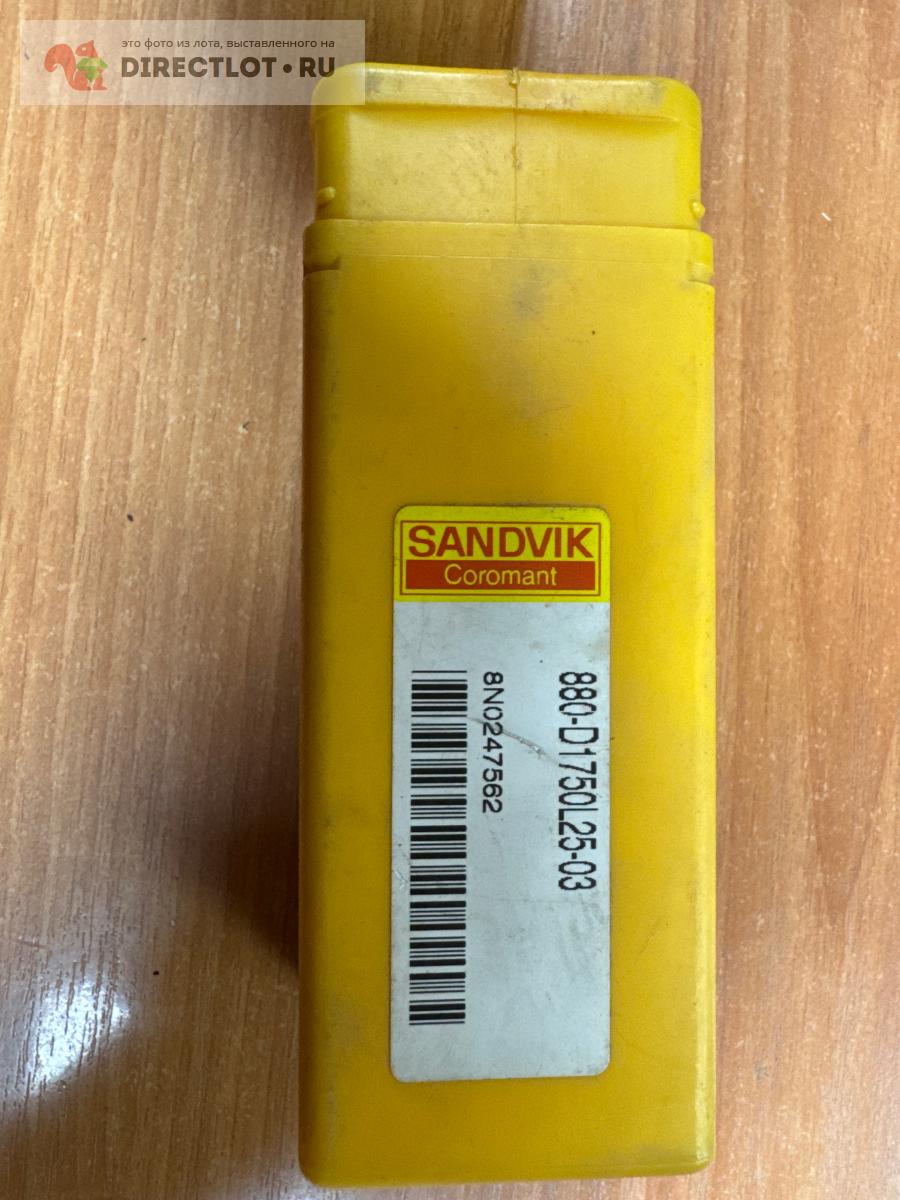 это фото из лота, выставленного на
DIRECTLOT•RU
SANDVIK
Coromant
880-D1750L25-03
8N0247562